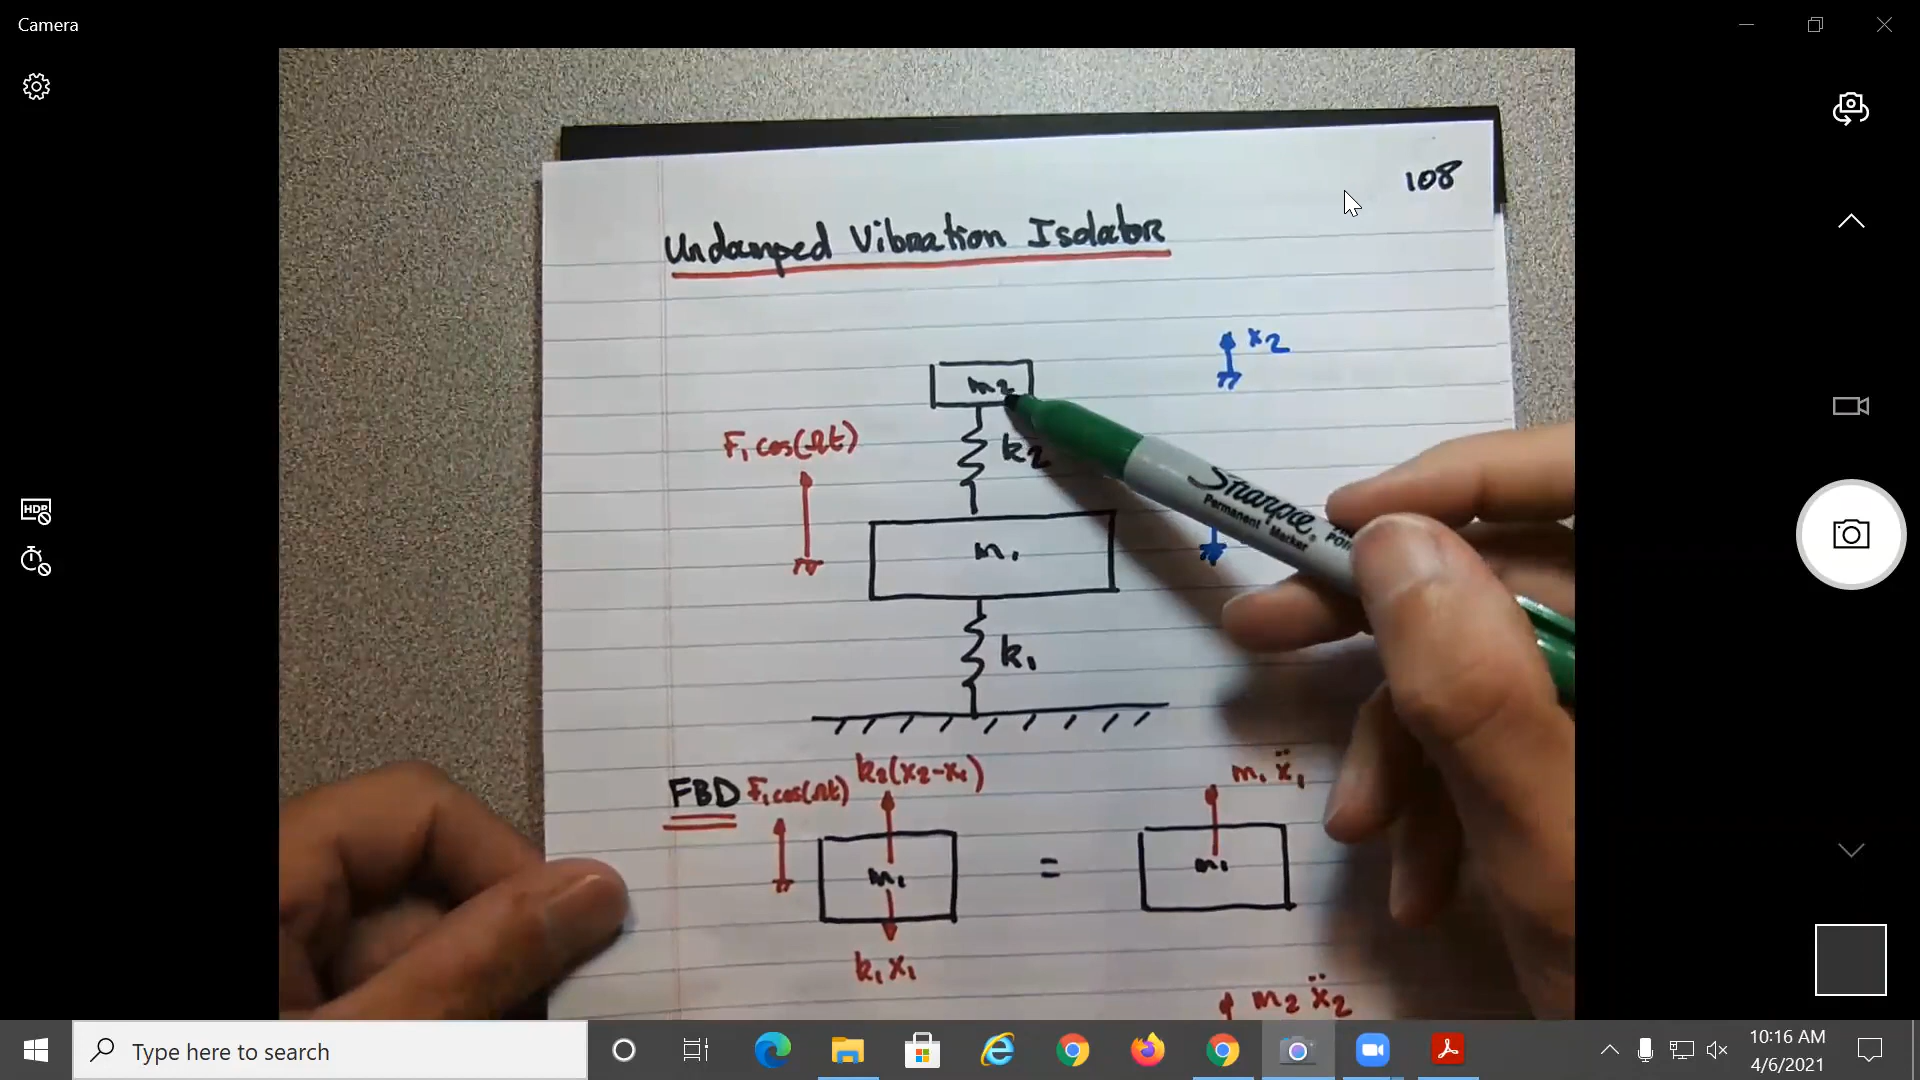 Camera
108
Undamped Vibration Isolator
x2
m2
F1 cos(Ωt)
k2
Sharpie
Permanent Marker
m1
k1
FBD
F1cos(Ωt)
k2(x2-x1)
m1 ẍ1
m1
=
m1
k1 x1
m2 ẍ2
HDR
Type here to search
10:16 AM
4/6/2021